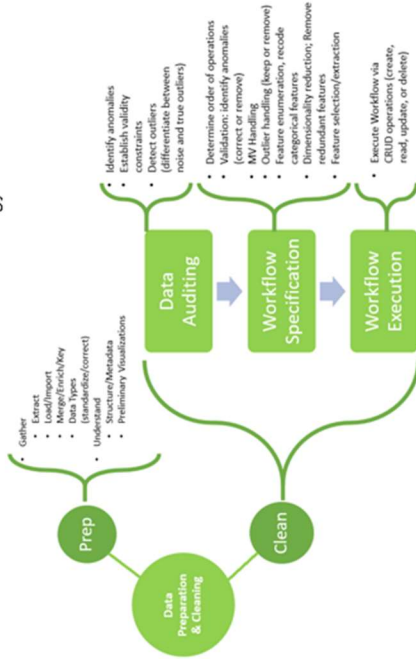 Data
Preparation
& Cleaning
Prep
• Gather
• Extract
• Load/Import
• Merge/Enrich/Key
• Data Types
(standardize/correct)
• Understand
• Structure/Metadata
• Preliminary Visualizations
Clean
Data
Auditing
• Identify anomalies
• Establish validity
constraints
• Detect outliers
(differentiate between
noise and true outliers)
Workflow
Specification
• Determine order of operations
• Validation: identify anomalies
(correct or remove)
• MV Handling
• Outlier handling (keep or remove)
• Feature enumeration, recode
categorical features
• Dimensionality reduction; Remove
redundant features
• Feature selection/extraction
Workflow
Execution
• Execute Workflow via
CRUD operations (create,
read, update, or delete)